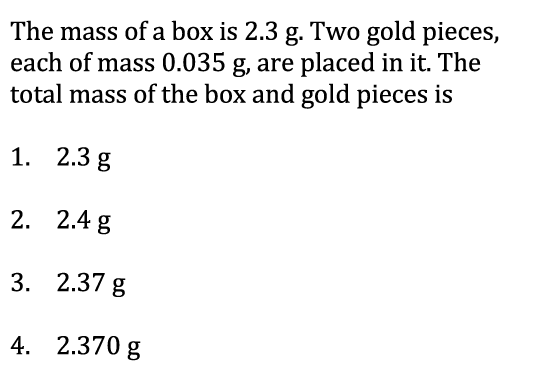 The mass of a box is 2.3 g. Two gold pieces,
each of mass 0.035 g, are placed in it. The
total mass of the box and gold pieces is
1. 2.3 g
2. 2.4 g
3. 2.37 g
4. 2.370 g